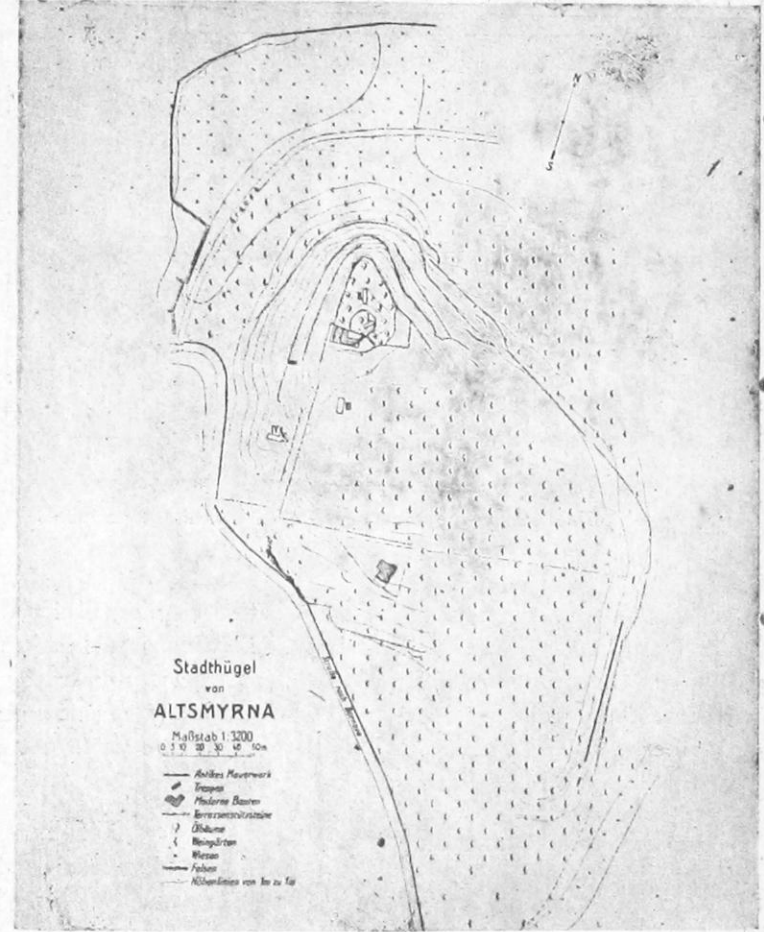 N
S
Stadthügel
von
ALTSMYRNA
Maßstab 1:3200
0 5 10 20 30 40 50m
Antikes Mauerwerk
Treppen
Moderne Bauten
Terrassenstützsteine
Ölbäume
Weingärten
Wiesen
Felsen
Höhenlinien von 1m zu 1m